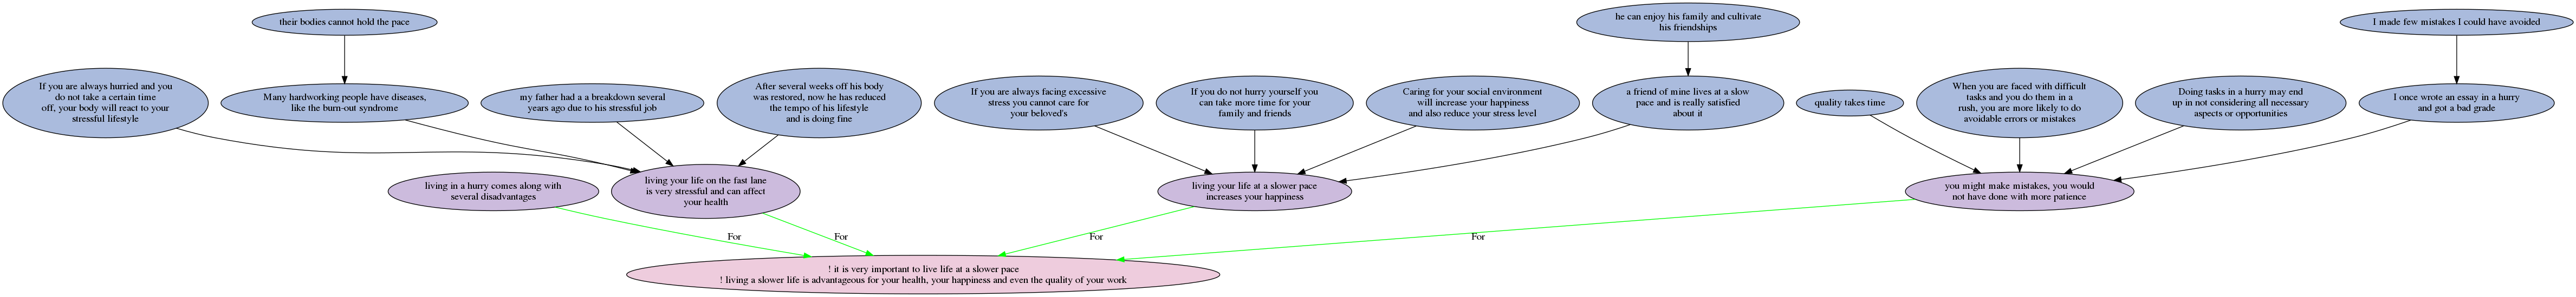 their bodies cannot hold the pace
he can enjoy his family and cultivate
his friendships
I made few mistakes I could have avoided
If you are always hurried and you
do not take a certain time
off, your body will react to your
stressful lifestyle
Many hardworking people have diseases,
like the burn-out syndrome
my father had a a breakdown several
years ago due to his stressful job
After several weeks off his body
was restored, now he has reduced
the tempo of his lifestyle
and is doing fine
If you are always facing excessive
stress you cannot care for
your beloved's
If you do not hurry yourself you
can take more time for your
family and friends
Caring for your social environment
will increase your happiness
and also reduce your stress level
a friend of mine lives at a slow
pace and is really satisfied
about it
quality takes time
When you are faced with difficult
tasks and you do them in a
rush, you are more likely to do
avoidable errors or mistakes
Doing tasks in a hurry may end
up in not considering all necessary
aspects or opportunities
I once wrote an essay in a hurry
and got a bad grade
living in a hurry comes along with
several disadvantages
living your life on the fast lane
is very stressful and can affect
your health
living your life at a slower pace
increases your happiness
you might make mistakes, you would
not have done with more patience
For
For
For
For
! it is very important to live life at a slower pace
! living a slower life is advantageous for your health, your happiness and even the quality of your work